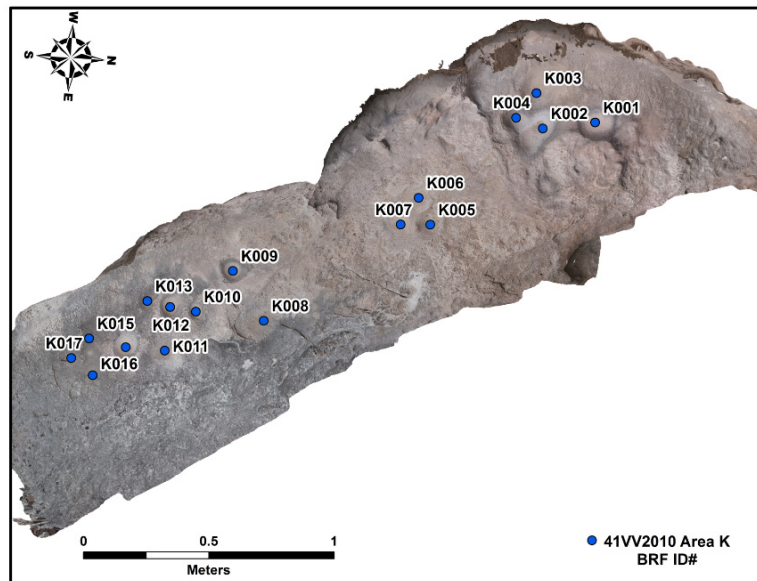 W
S
N
E
K003
K004
K002
K001
K006
K007
K005
K009
K013
K010
K008
K012
K015
K011
K017
K016
0 0.5 1
Meters
41VV2010 Area K
BRF ID#